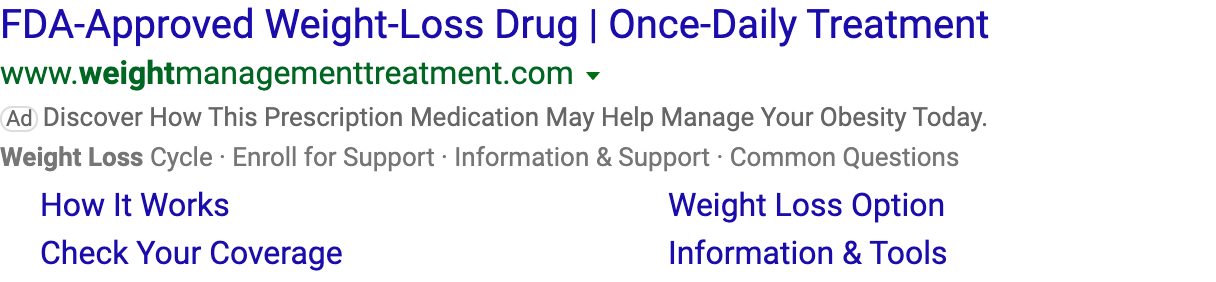 FDA-Approved Weight-Loss Drug | Once-Daily Treatment
www.weightmanagementtreatment.com
Ad Discover How This Prescription Medication May Help Manage Your Obesity Today.
Weight Loss Cycle · Enroll for Support · Information & Support · Common Questions
How It Works Weight Loss Option
Check Your Coverage Information & Tools